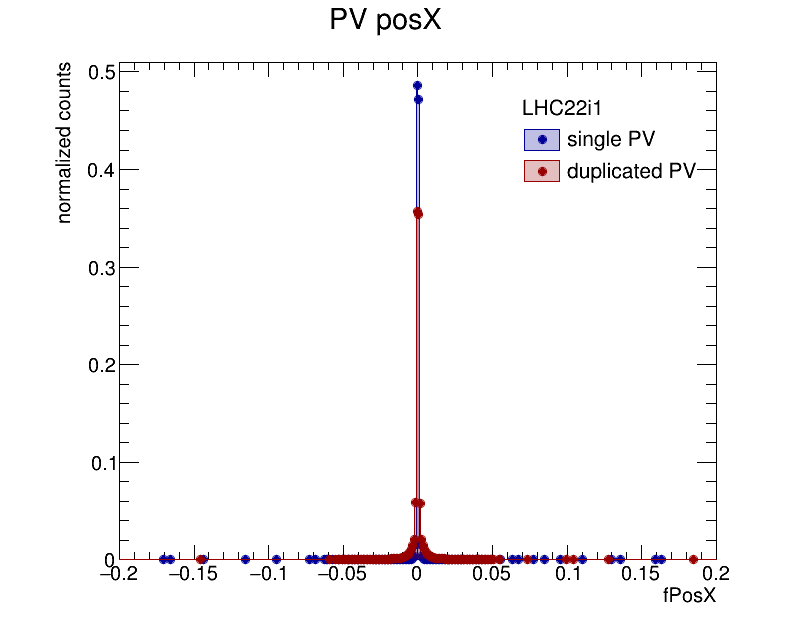 PV posX
normalized counts
0.5
0.4
0.3
0.2
0.1
0
LHC22i1
single PV
duplicated PV
−0.2 −0.15 −0.1 −0.05 0 0.05 0.1 0.15 0.2
fPosX